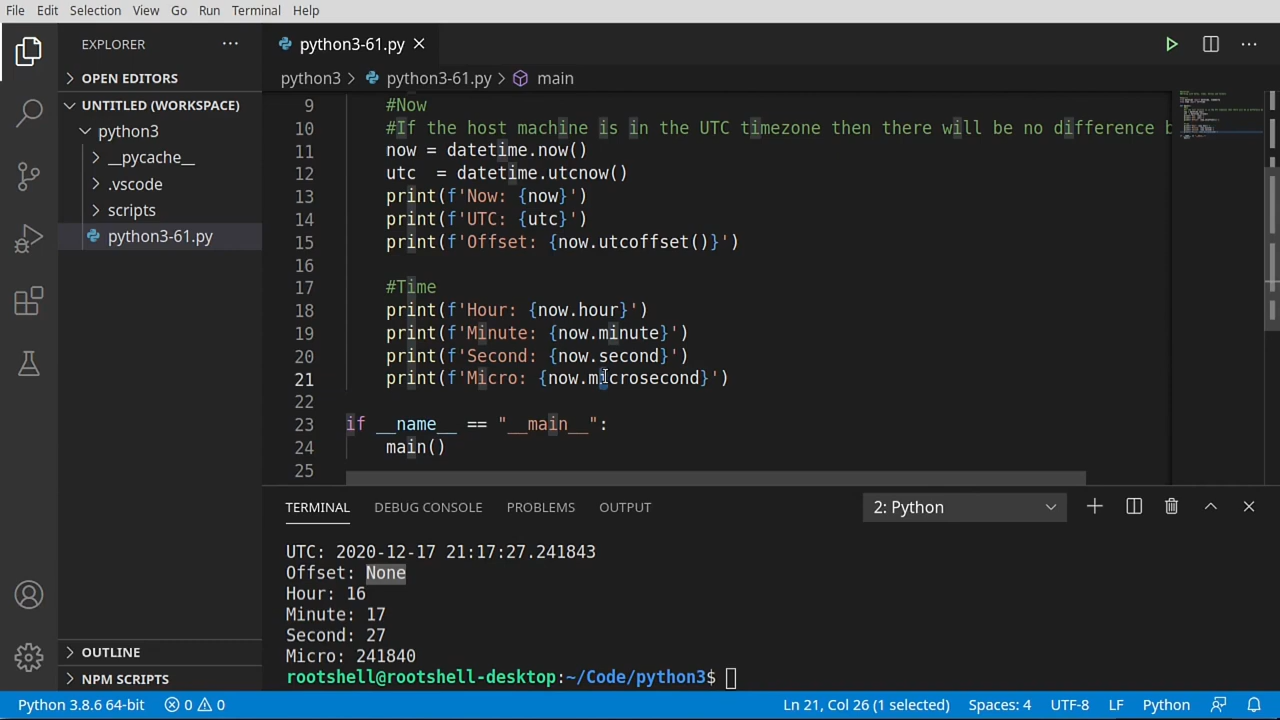 File Edit Selection View Go Run Terminal Help
EXPLORER
OPEN EDITORS
UNTITLED (WORKSPACE)
python3
__pycache__
.vscode
scripts
python3-61.py
OUTLINE
NPM SCRIPTS
python3-61.py
python3 > python3-61.py > main
9 #Now
10 #If the host machine is in the UTC timezone then there will be no difference b
11 now = datetime.now()
12 utc  = datetime.utcnow()
13 print(f'Now: {now}')
14 print(f'UTC: {utc}')
15 print(f'Offset: {now.utcoffset()}')
16
17 #Time
18 print(f'Hour: {now.hour}')
19 print(f'Minute: {now.minute}')
20 print(f'Second: {now.second}')
21 print(f'Micro: {now.microsecond}')
22
23 if __name__ == "__main__":
24 main()
25
TERMINAL DEBUG CONSOLE PROBLEMS OUTPUT 2: Python
UTC: 2020-12-17 21:17:27.241843
Offset: None
Hour: 16
Minute: 17
Second: 27
Micro: 241840
rootshell@rootshell-desktop:~/Code/python3$
Python 3.8.6 64-bit 0 0 Ln 21, Col 26 (1 selected) Spaces: 4 UTF-8 LF Python